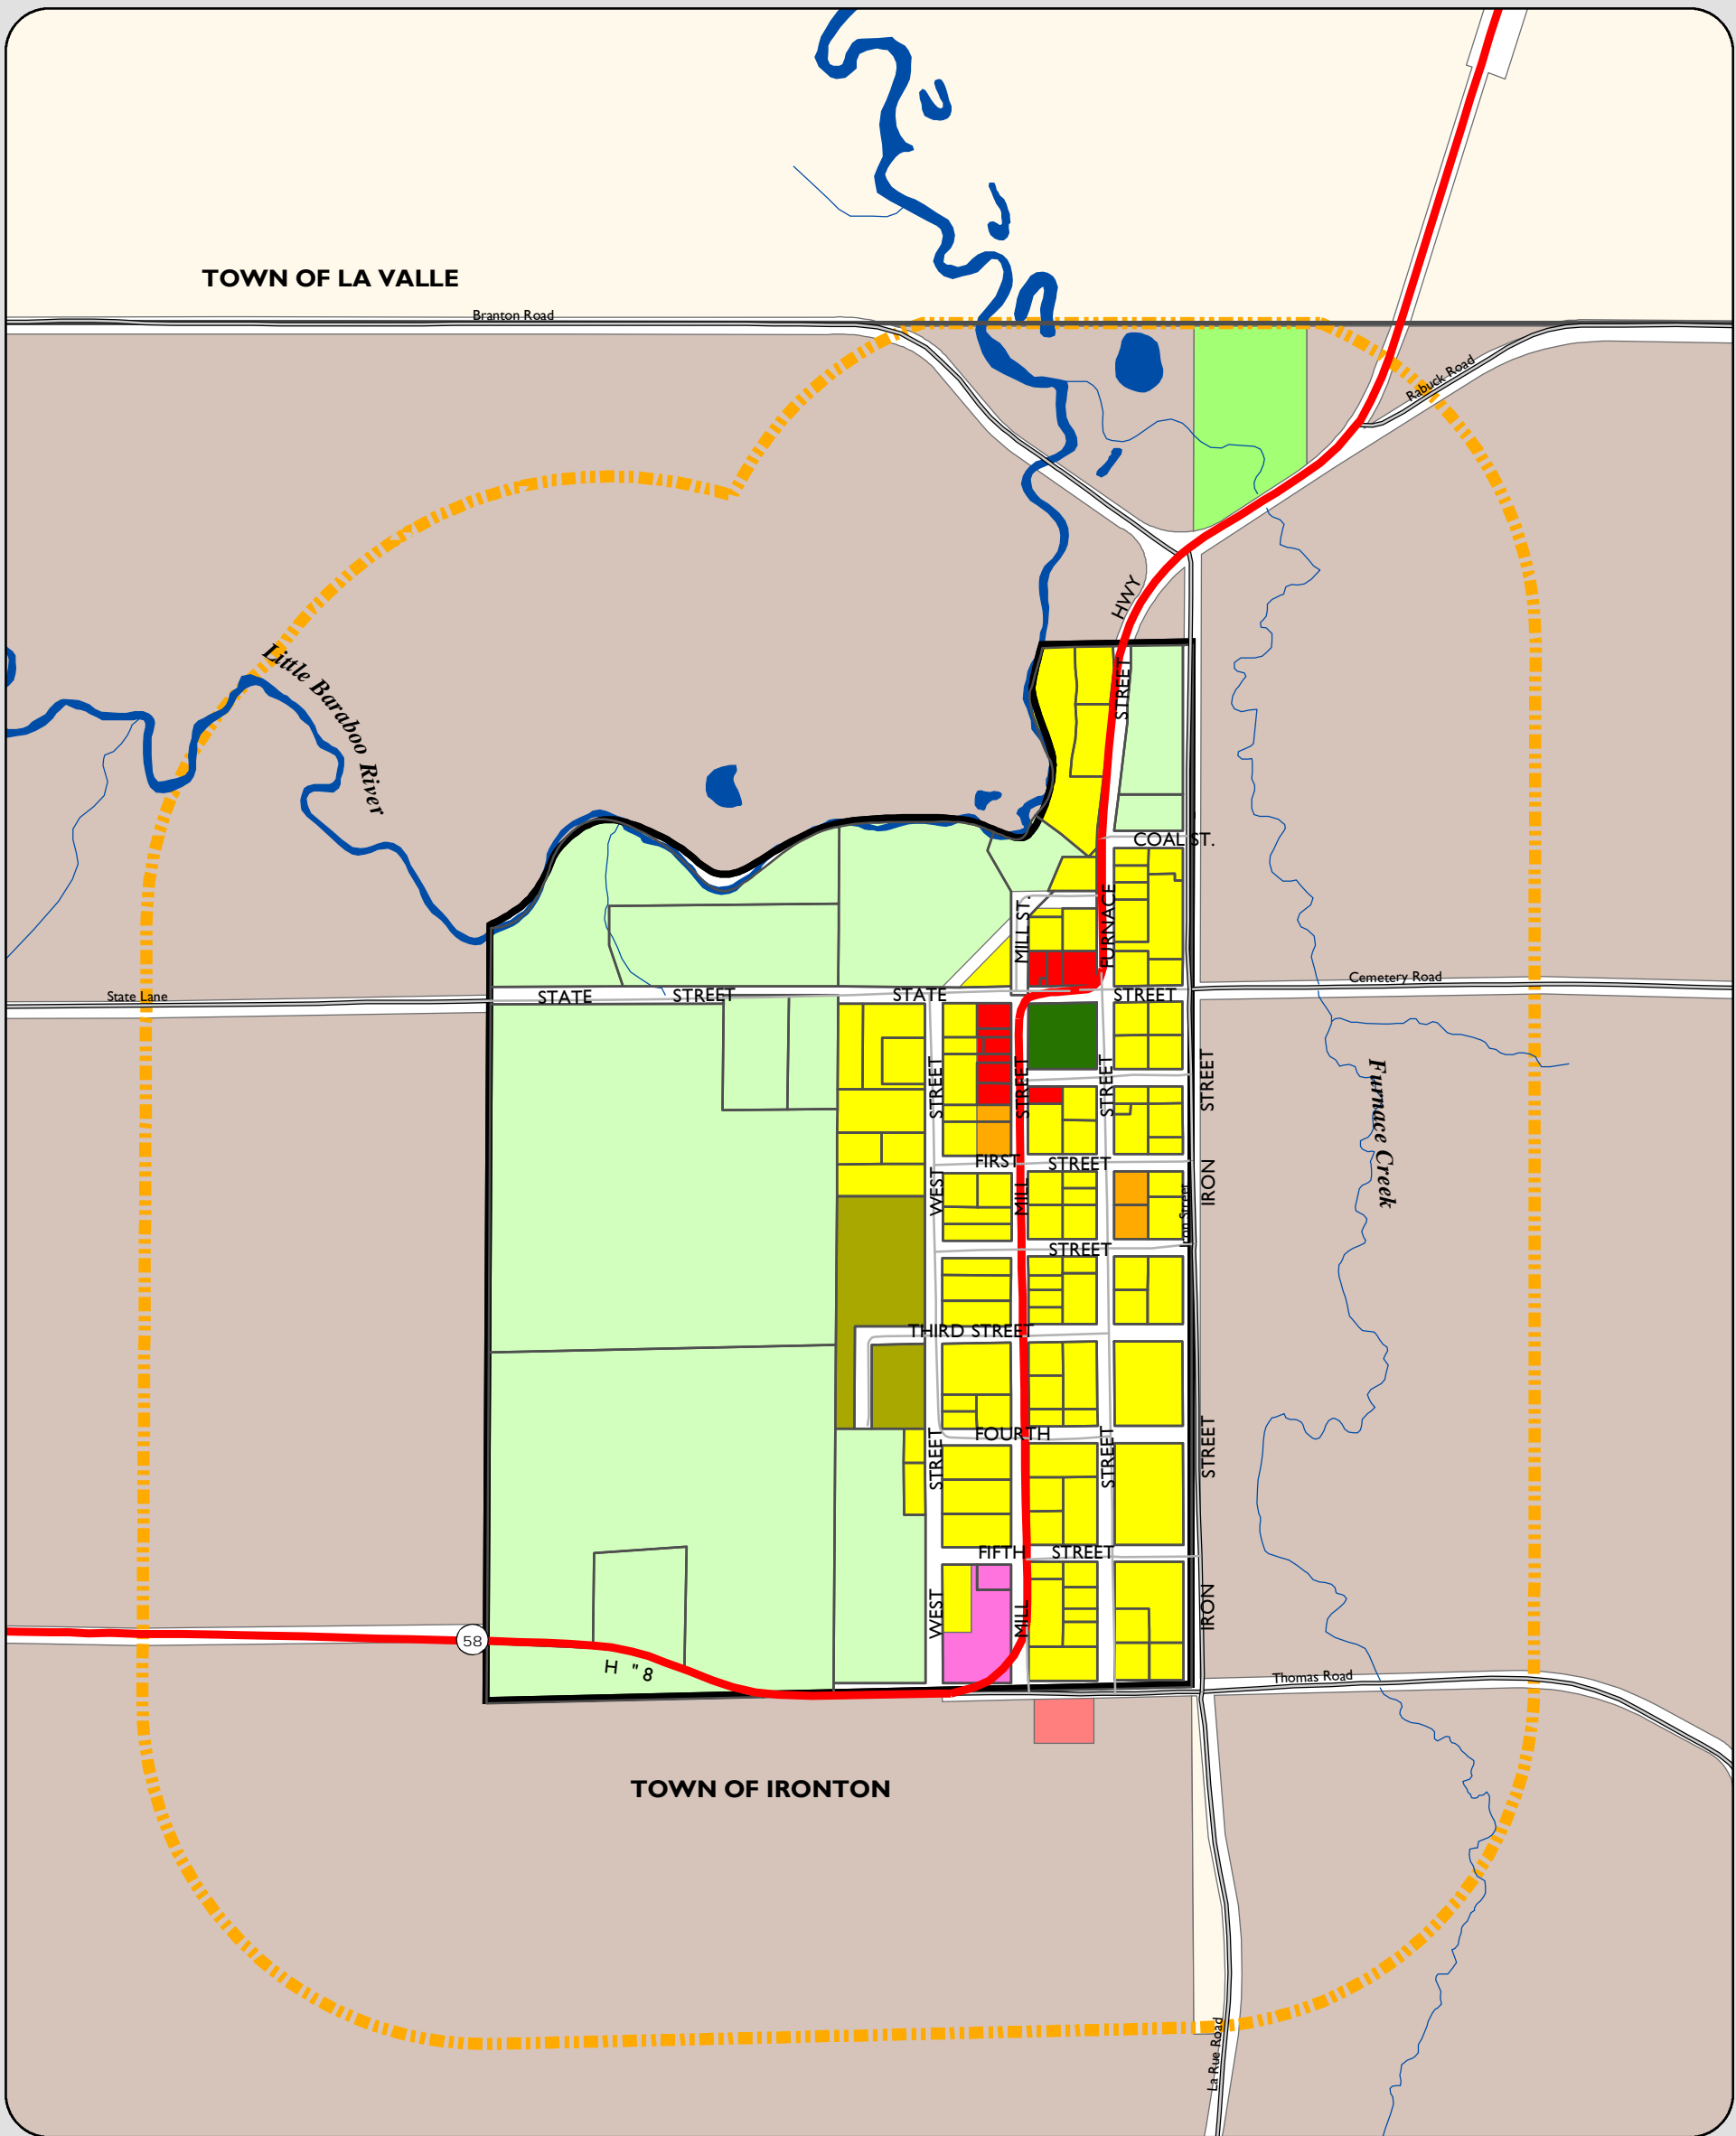 TOWN OF LA VALLE
Branton Road
Rabuck Road
HWY
Little Baraboo River
STREET
COAL ST.
MILL ST.
FURNACE
Cemetery Road
State Lane
STATE
STREET
STATE
STREET
STREET
STREET
STREET
STREET
Furnace Creek
FIRST
STREET
WEST
MILL
IRON
Iron Street
STREET
THIRD STREET
FOURTH
STREET
STREET
STREET
FIFTH
STREET
WEST
MILL
IRON
58
H "8
Thomas Road
TOWN OF IRONTON
La Rue Road